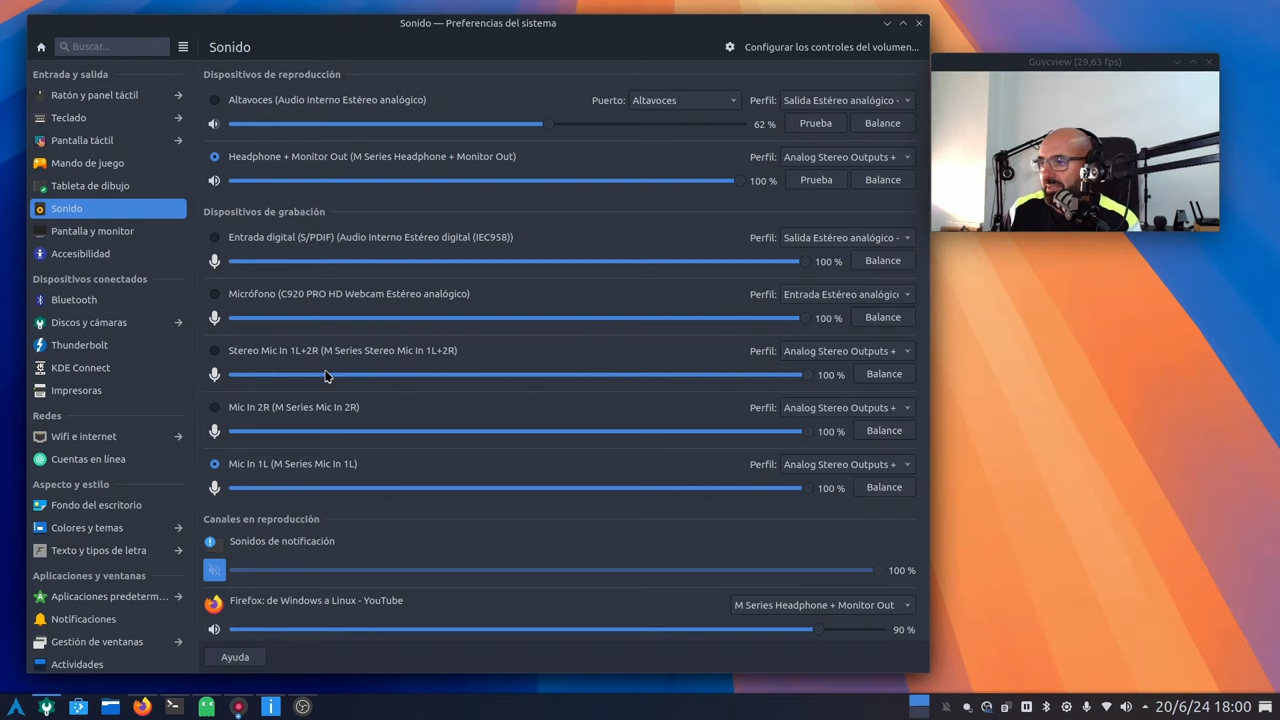 Sonido — Preferencias del sistema
Buscar...
Sonido
Configurar los controles del volumen...
Guvcview (29,63 fps)
Entrada y salida
Ratón y panel táctil
Teclado
Pantalla táctil
Mando de juego
Tableta de dibujo
Sonido
Pantalla y monitor
Accesibilidad
Dispositivos conectados
Bluetooth
Discos y cámaras
Thunderbolt
KDE Connect
Impresoras
Redes
Wifi e internet
Cuentas en línea
Aspecto y estilo
Fondo del escritorio
Colores y temas
Texto y tipos de letra
Aplicaciones y ventanas
Aplicaciones predeterm...
Notificaciones
Gestión de ventanas
Actividades
Dispositivos de reproducción
Altavoces (Audio Interno Estéreo analógico)
Puerto: Altavoces
Perfil: Salida Estéreo analógico -
62 %
Prueba
Balance
Headphone + Monitor Out (M Series Headphone + Monitor Out)
Perfil: Analog Stereo Outputs +
100 %
Prueba
Balance
Dispositivos de grabación
Entrada digital (S/PDIF) (Audio Interno Estéreo digital (IEC958))
Perfil: Salida Estéreo analógico -
100 %
Balance
Micrófono (C920 PRO HD Webcam Estéreo analógico)
Perfil: Entrada Estéreo analógic
100 %
Balance
Stereo Mic In 1L+2R (M Series Stereo Mic In 1L+2R)
Perfil: Analog Stereo Outputs +
100 %
Balance
Mic In 2R (M Series Mic In 2R)
Perfil: Analog Stereo Outputs +
100 %
Balance
Mic In 1L (M Series Mic In 1L)
Perfil: Analog Stereo Outputs +
100 %
Balance
Canales en reproducción
Sonidos de notificación
100 %
Firefox: de Windows a Linux - YouTube
M Series Headphone + Monitor Out
90 %
Ayuda
20/6/24 18:00